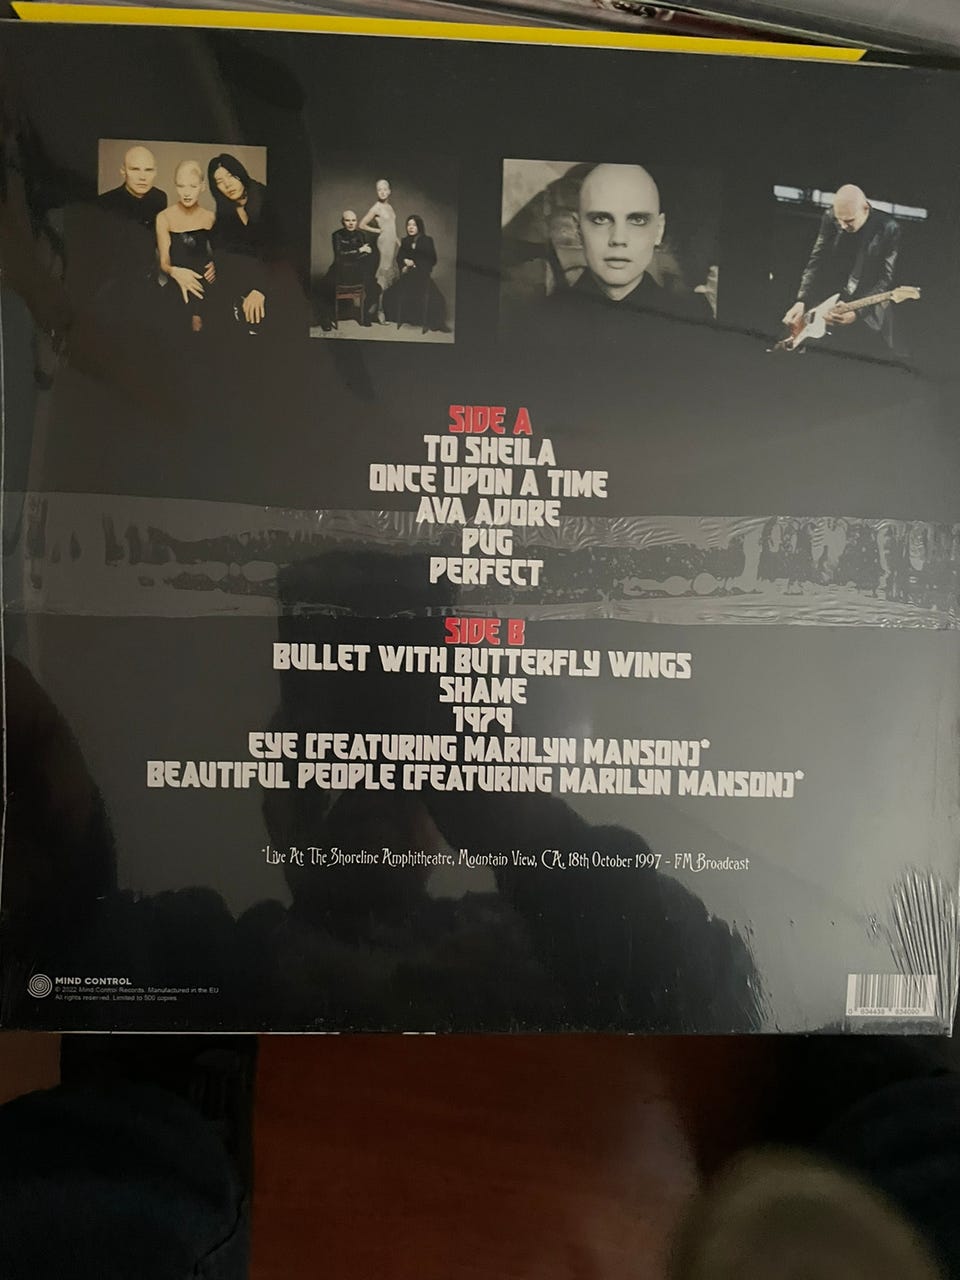 SIDE A
TO SHEILA
ONCE UPON A TIME
AVA ADORE
PUG
PERFECT
SIDE B
BULLET WITH BUTTERFLY WINGS
SHAME
1979
EYE [FEATURING MARILYN MANSON]*
BEAUTIFUL PEOPLE [FEATURING MARILYN MANSON]*
*Live At The Shoreline Amphitheatre, Mountain View, CA, 18th October 1997 - FM Broadcast
MIND CONTROL
© 2022 Mind Control Records. Manufactured in the EU
All rights reserved. Limited to 500 copies